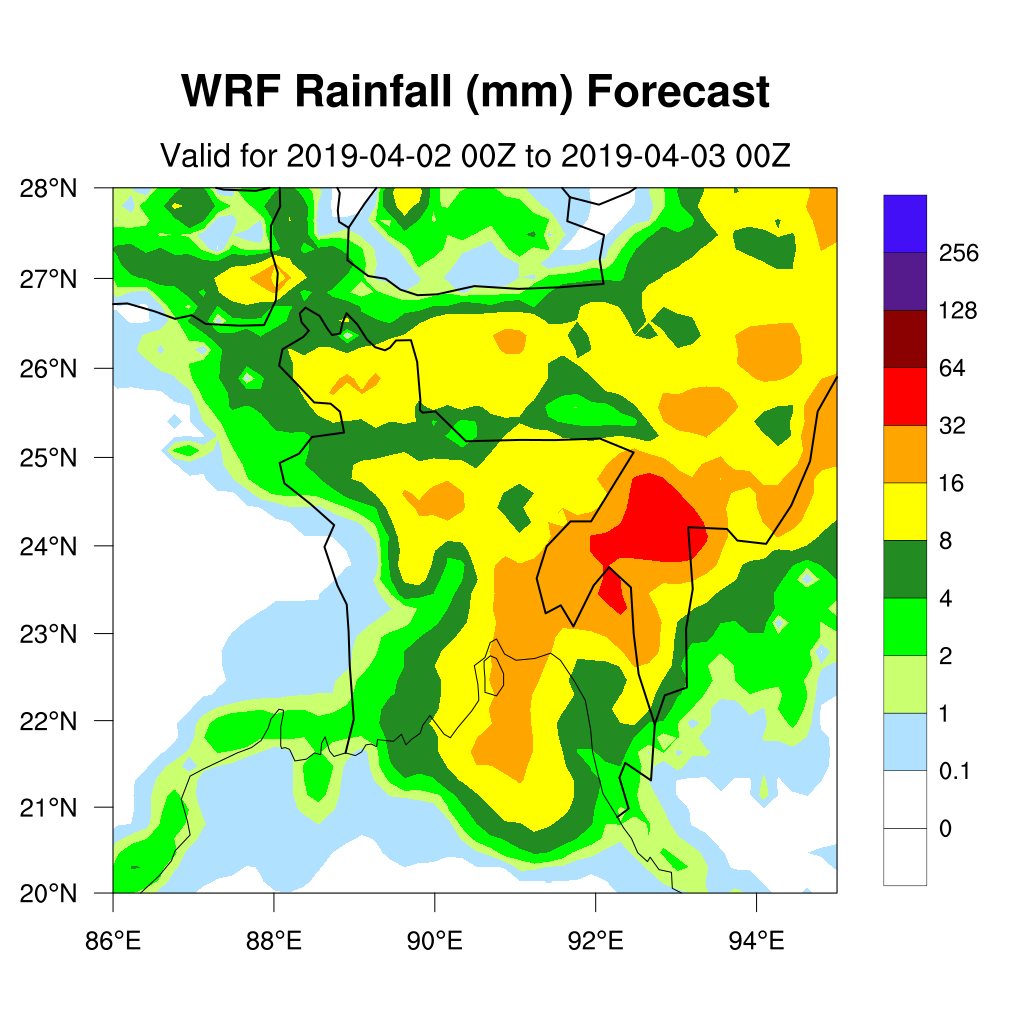 WRF Rainfall (mm) Forecast
Valid for 2019-04-02 00Z to 2019-04-03 00Z
28°N
27°N
26°N
25°N
24°N
23°N
22°N
21°N
20°N
86°E
88°E
90°E
92°E
94°E
256
128
64
32
16
8
4
2
1
0.1
0